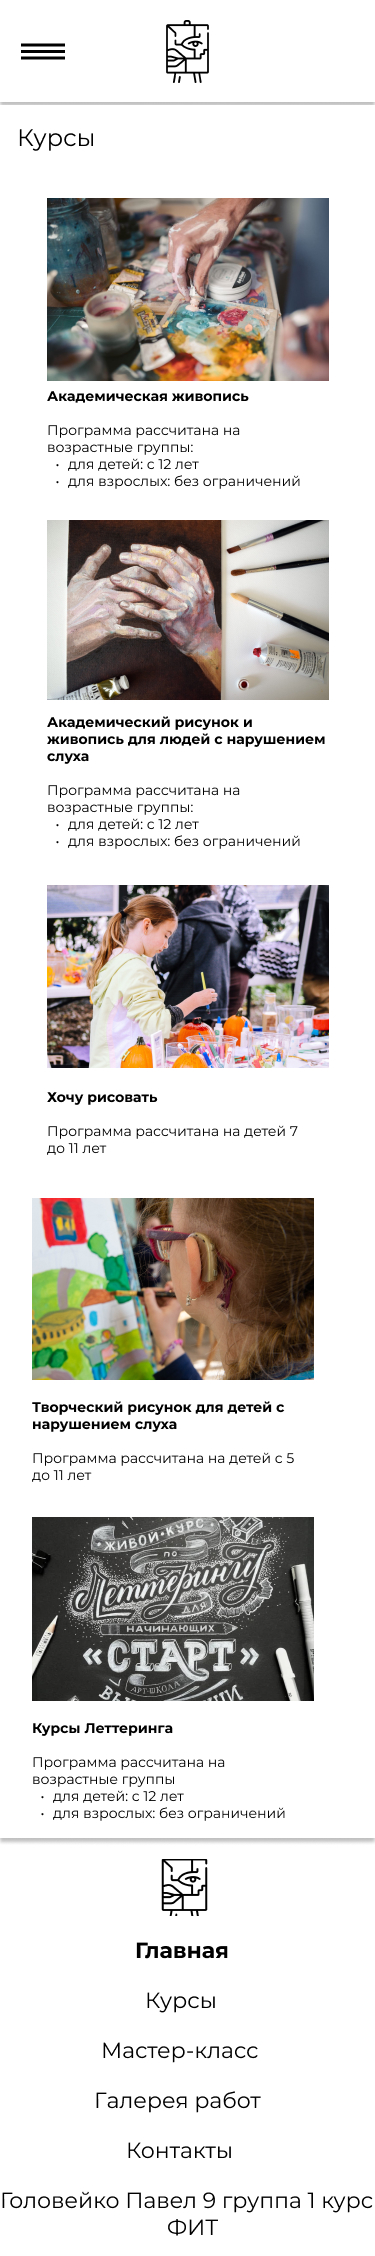 Курсы
Академическая живопись
Программа рассчитана на
возрастные группы:
• для детей: с 12 лет
• для взрослых: без ограничений
Академический рисунок и
живопись для людей с нарушением
слуха
Программа рассчитана на
возрастные группы:
• для детей: с 12 лет
• для взрослых: без ограничений
Хочу рисовать
Программа рассчитана на детей 7
до 11 лет
Творческий рисунок для детей с
нарушением слуха
Программа рассчитана на детей с 5
до 11 лет
ЖИВОЙ·КУРС
ПО
Леттерингу
ДЛЯ
НАЧИНАЮЩИХ
«СТАРТ»
АРТ-ШКОЛА
Курсы Леттеринга
Программа рассчитана на
возрастные группы
• для детей: с 12 лет
• для взрослых: без ограничений
Главная
Курсы
Мастер-класс
Галерея работ
Контакты
Головейко Павел 9 группа 1 курс
ФИТ